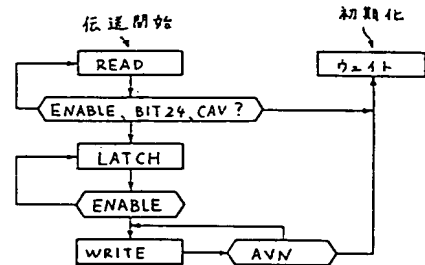 伝送開始
初期化
READ
ウェイト
ENABLE、BIT24、CAV?
LATCH
ENABLE
WRITE
AVN